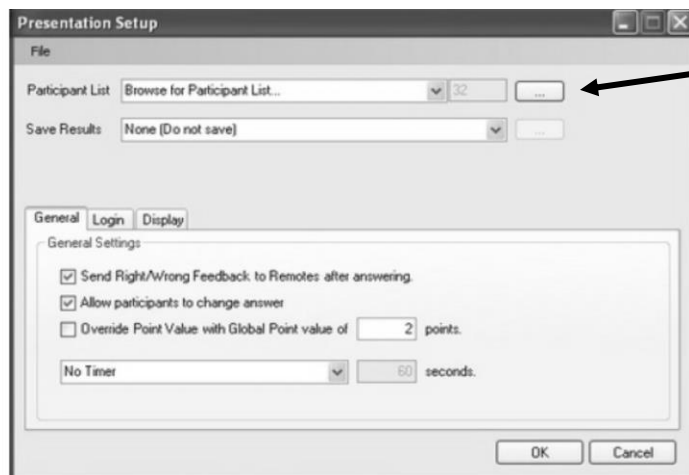 Presentation Setup
File
Participant List Browse for Participant List... 32 ...
Save Results None (Do not save) ...
General Login Display
General Settings
Send Right/Wrong Feedback to Remotes after answering.
Allow participants to change answer
Override Point Value with Global Point value of 2 points.
No Timer 60 seconds.
OK Cancel